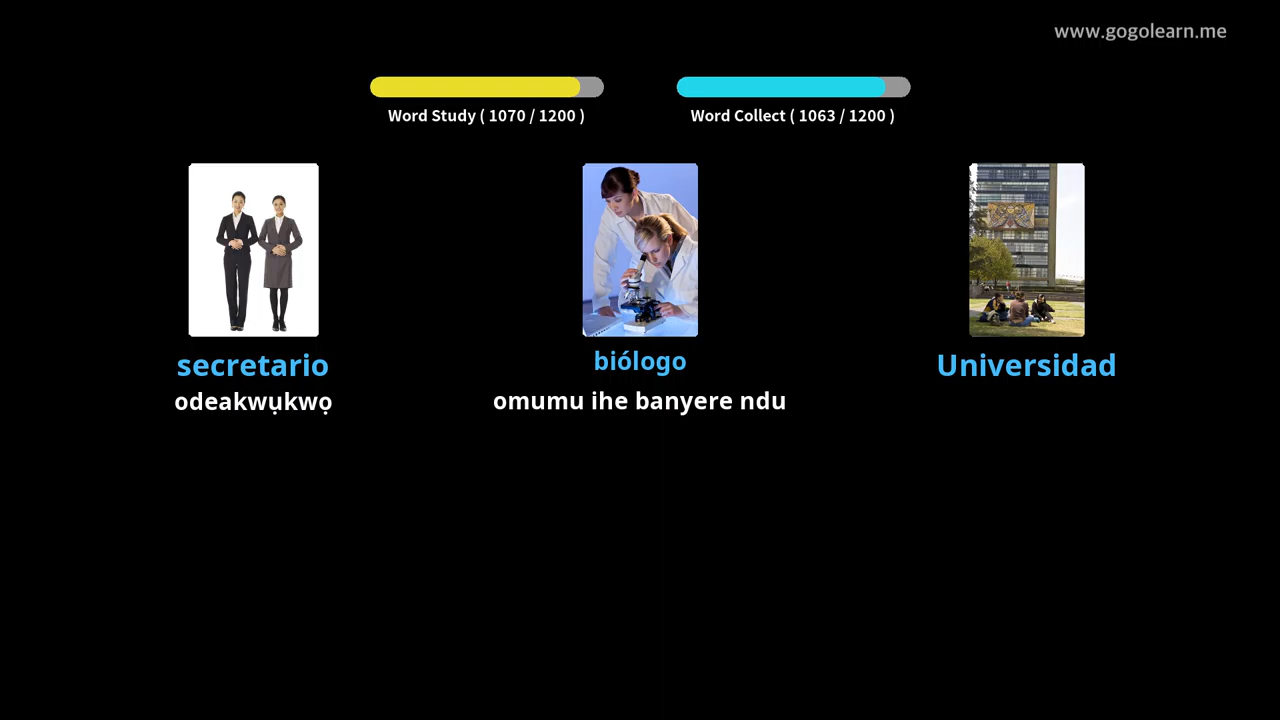 www.gogolearn.me
Word Study ( 1070 / 1200 )
Word Collect ( 1063 / 1200 )
secretario
odeakwụkwọ
biólogo
omumu ihe banyere ndu
Universidad